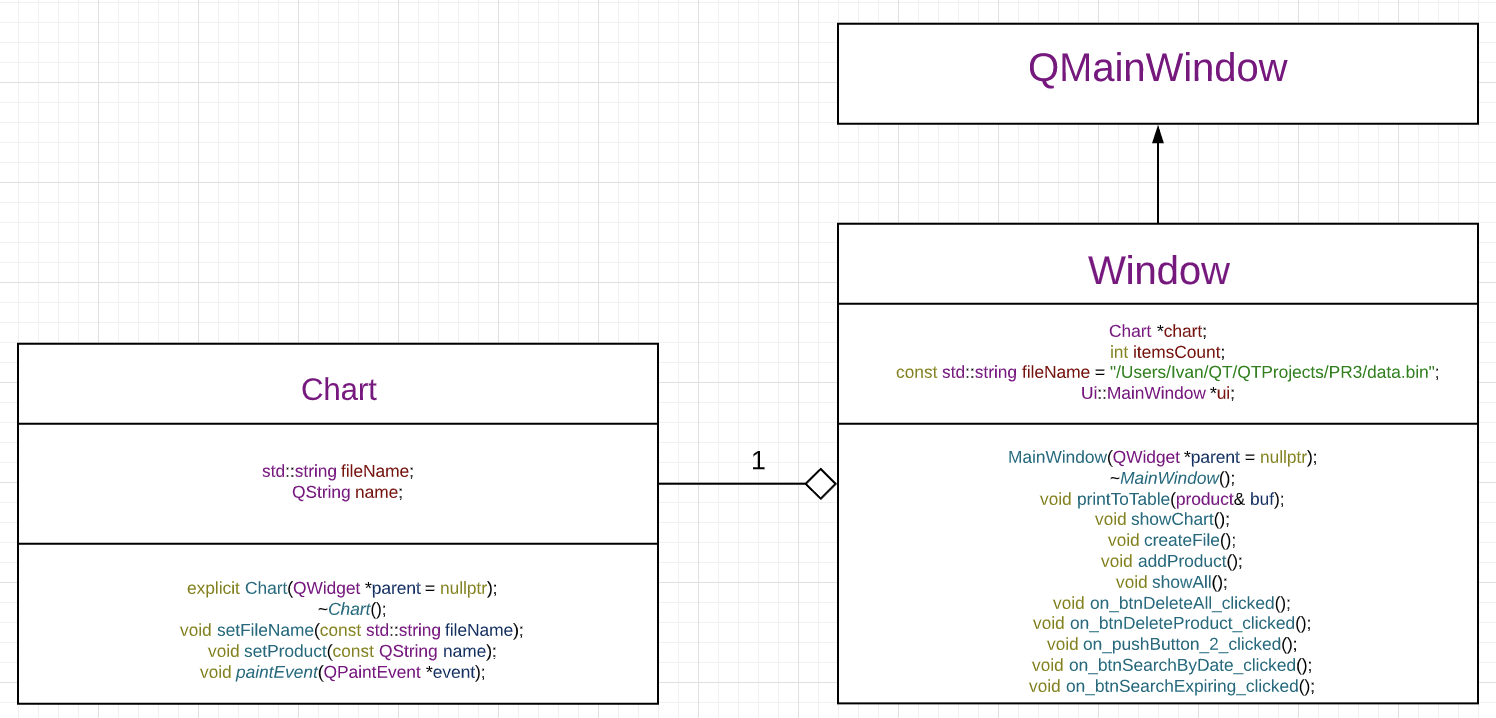 QMainWindow
Window
Chart *chart;
int itemsCount;
const std::string fileName = "/Users/Ivan/QT/QTProjects/PR3/data.bin";
Ui::MainWindow *ui;
MainWindow(QWidget *parent = nullptr);
~MainWindow();
void printToTable(product& buf);
void showChart();
void createFile();
void addProduct();
void showAll();
void on_btnDeleteAll_clicked();
void on_btnDeleteProduct_clicked();
void on_pushButton_2_clicked();
void on_btnSearchByDate_clicked();
void on_btnSearchExpiring_clicked();
1
Chart
std::string fileName;
QString name;
explicit Chart(QWidget *parent = nullptr);
~Chart();
void setFileName(const std::string fileName);
void setProduct(const QString name);
void paintEvent(QPaintEvent *event);